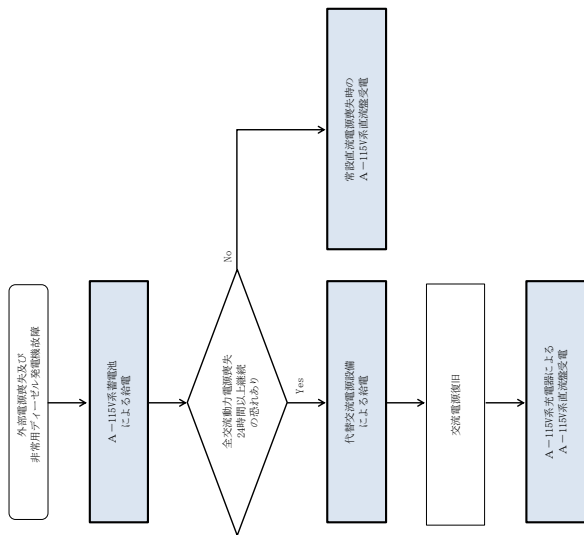 外部電源喪失及び
非常用ディーゼル発電機故障
A－115V系蓄電池
による給電
全交流動力電源喪失
24時間以上継続
の恐れあり
No
Yes
常設直流電源喪失時の
A－115V系直流盤受電
代替交流電源設備
による給電
交流電源復旧
A－115V系充電器による
A－115V系直流盤受電